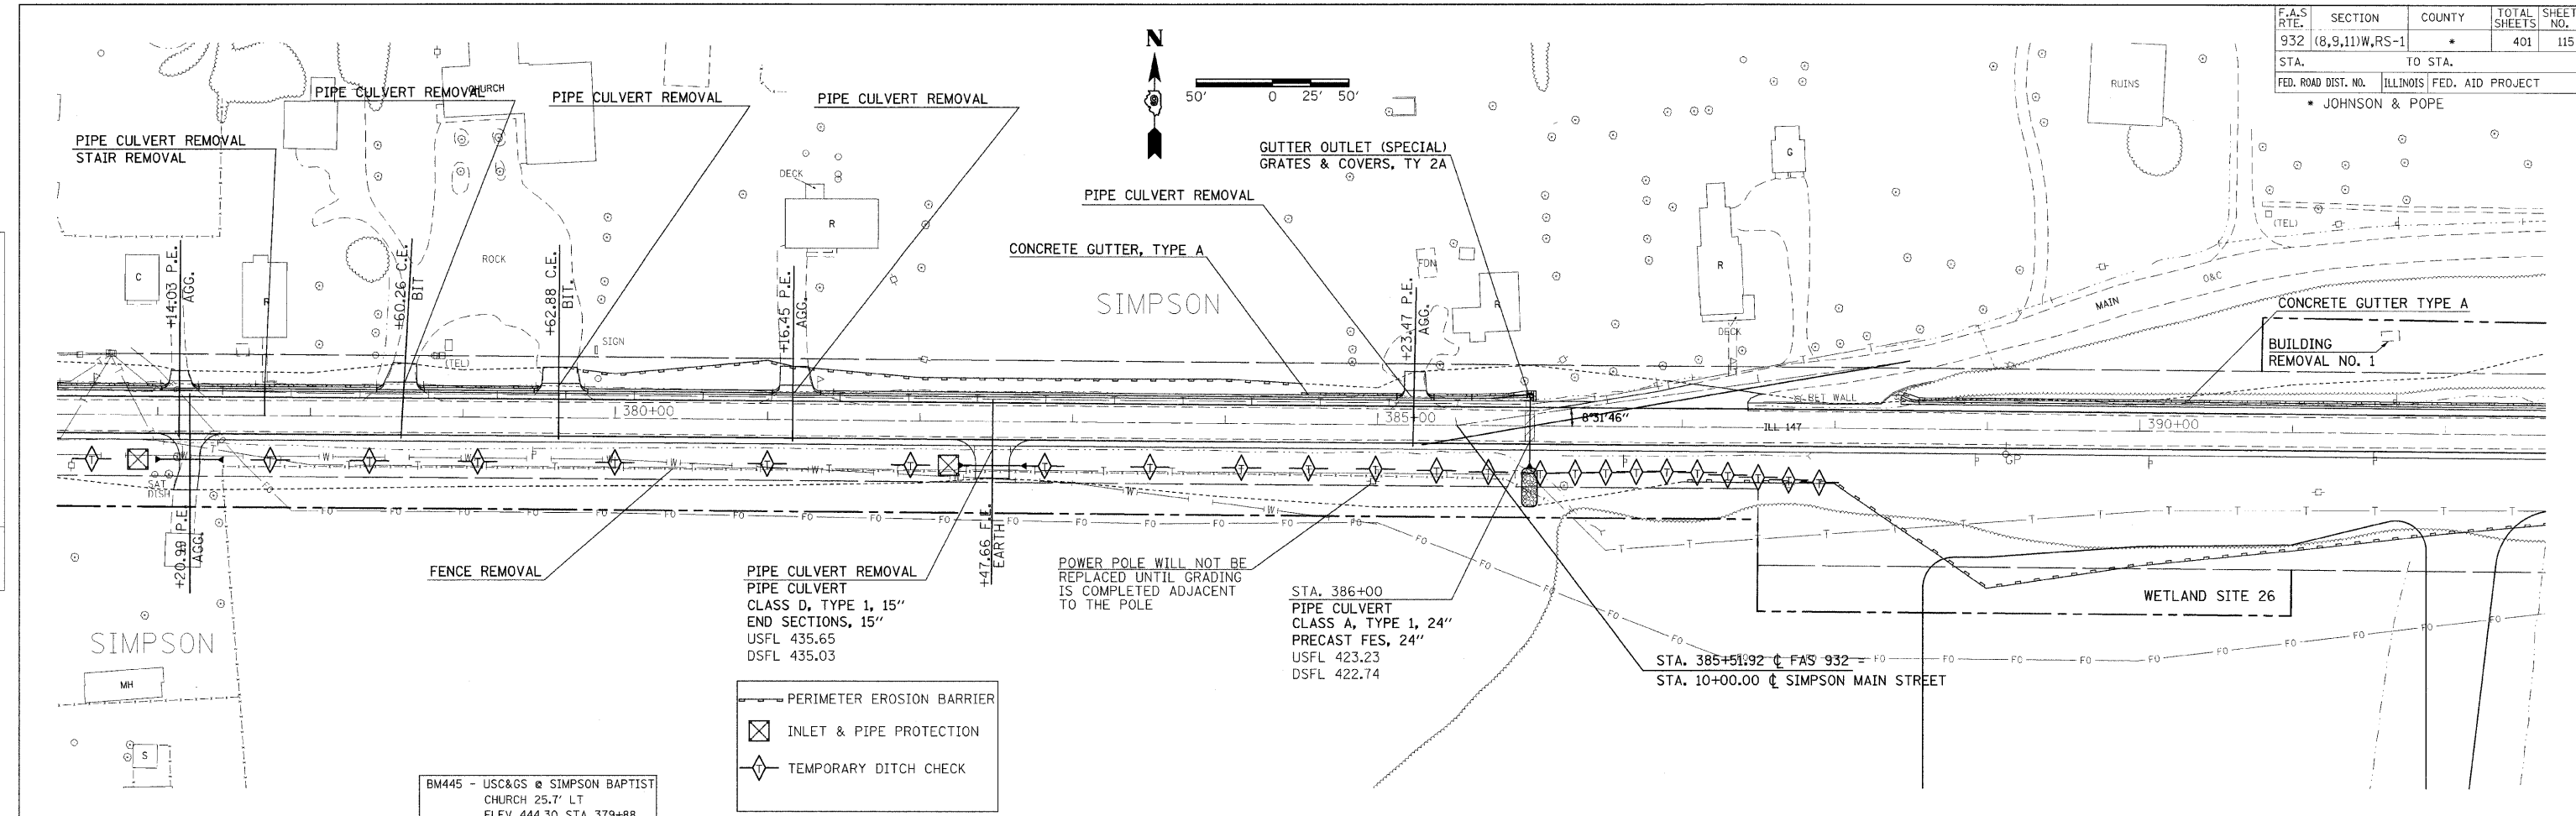 F.A.S RTE. SECTION COUNTY TOTAL SHEETS SHEET NO.
932 (8,9,11)W,RS-1 * 401 115
STA. TO STA.
FED. ROAD DIST. NO. ILLINOIS FED. AID PROJECT
* JOHNSON & POPE
N
50' 0 25' 50'
PIPE CULVERT REMOVAL
CHURCH
PIPE CULVERT REMOVAL
PIPE CULVERT REMOVAL
PIPE CULVERT REMOVAL
STAIR REMOVAL
GUTTER OUTLET (SPECIAL)
GRATES & COVERS, TY 2A
PIPE CULVERT REMOVAL
CONCRETE GUTTER, TYPE A
RUINS
G
DECK
R
ROCK
C
R
FDN
R
R
DECK
SIMPSON
(TEL)
O&C
MAIN
CONCRETE GUTTER TYPE A
BUILDING
REMOVAL NO. 1
+14.03 P.E.
AGG.
+60.26 C.E.
BIT
+62.88 C.E.
BIT.
+16.45 P.E.
AGG.
+23.47 P.E.
AGG.
SIGN
(TEL)
RET WALL
380+00
385+00
8°31'46"
ILL 147
390+00
GP
SAT
DISH
+20.99 P.E.
AGG.
+47.66 F.E.
EARTH
FENCE REMOVAL
PIPE CULVERT REMOVAL
PIPE CULVERT
CLASS D, TYPE 1, 15"
END SECTIONS, 15"
USFL 435.65
DSFL 435.03
POWER POLE WILL NOT BE
REPLACED UNTIL GRADING
IS COMPLETED ADJACENT
TO THE POLE
STA. 386+00
PIPE CULVERT
CLASS A, TYPE 1, 24"
PRECAST FES, 24"
USFL 423.23
DSFL 422.74
WETLAND SITE 26
STA. 385+51.92 ℄ FAS 932 =
STA. 10+00.00 ℄ SIMPSON MAIN STREET
SIMPSON
MH
S
PERIMETER EROSION BARRIER
INLET & PIPE PROTECTION
TEMPORARY DITCH CHECK
BM445 - USC&GS @ SIMPSON BAPTIST
CHURCH 25.7' LT
ELEV 444.30 STA 379+88